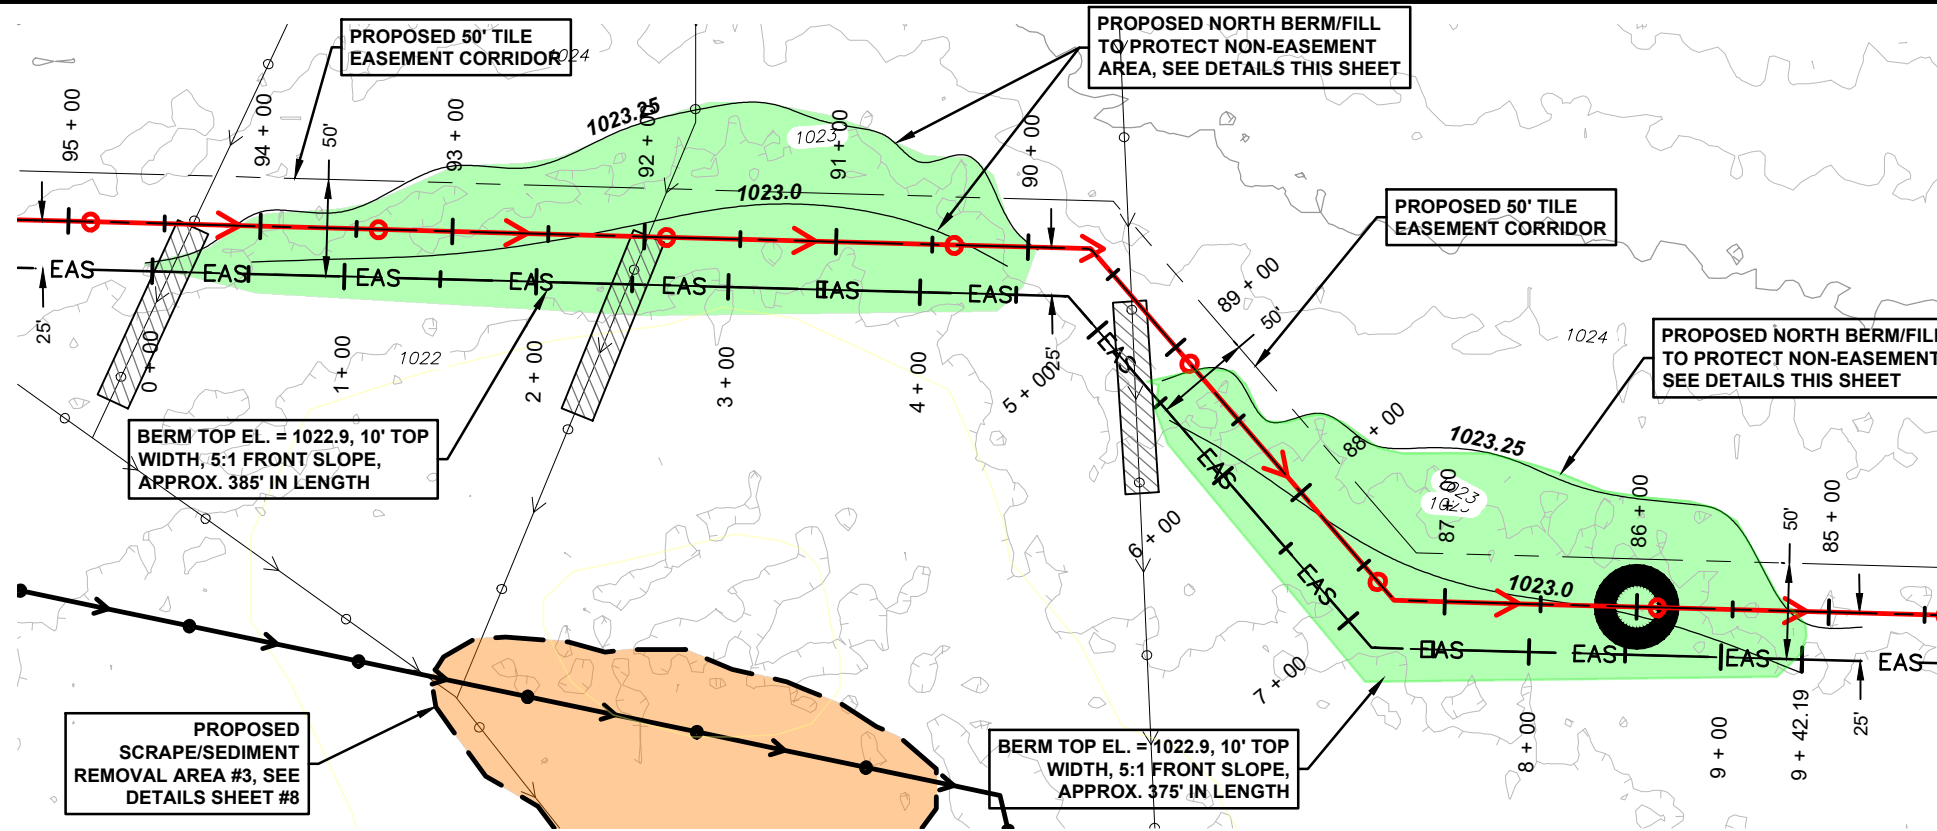 PROPOSED 50' TILE
EASEMENT CORRIDOR
1024
PROPOSED NORTH BERM/FILL
TO PROTECT NON-EASEMENT
AREA, SEE DETAILS THIS SHEET
95 + 00
94 + 00
50'
93 + 00
1023.25
92 + 00
1023
91 + 00
90 + 00
1023.0
PROPOSED 50' TILE
EASEMENT CORRIDOR
89 + 00
50'
EAS
EAS
EAS
EAS
EAS
EAS
EAS
25'
0 + 00
1 + 00
1022
2 + 00
3 + 00
4 + 00
5 + 00
25'
EAS
1024
PROPOSED NORTH BERM/FILL
TO PROTECT NON-EASEMENT
SEE DETAILS THIS SHEET
88 + 00
1023.25
BERM TOP EL. = 1022.9, 10' TOP
WIDTH, 5:1 FRONT SLOPE,
APPROX. 385' IN LENGTH
EAS
87 + 00
1023
1023
86 + 00
50'
85 + 00
6 + 00
EAS
1023.0
EAS
EAS
EAS
EAS
7 + 00
8 + 00
9 + 00
9 + 42.19
25'
PROPOSED
SCRAPE/SEDIMENT
REMOVAL AREA #3, SEE
DETAILS SHEET #8
BERM TOP EL. = 1022.9, 10' TOP
WIDTH, 5:1 FRONT SLOPE,
APPROX. 375' IN LENGTH